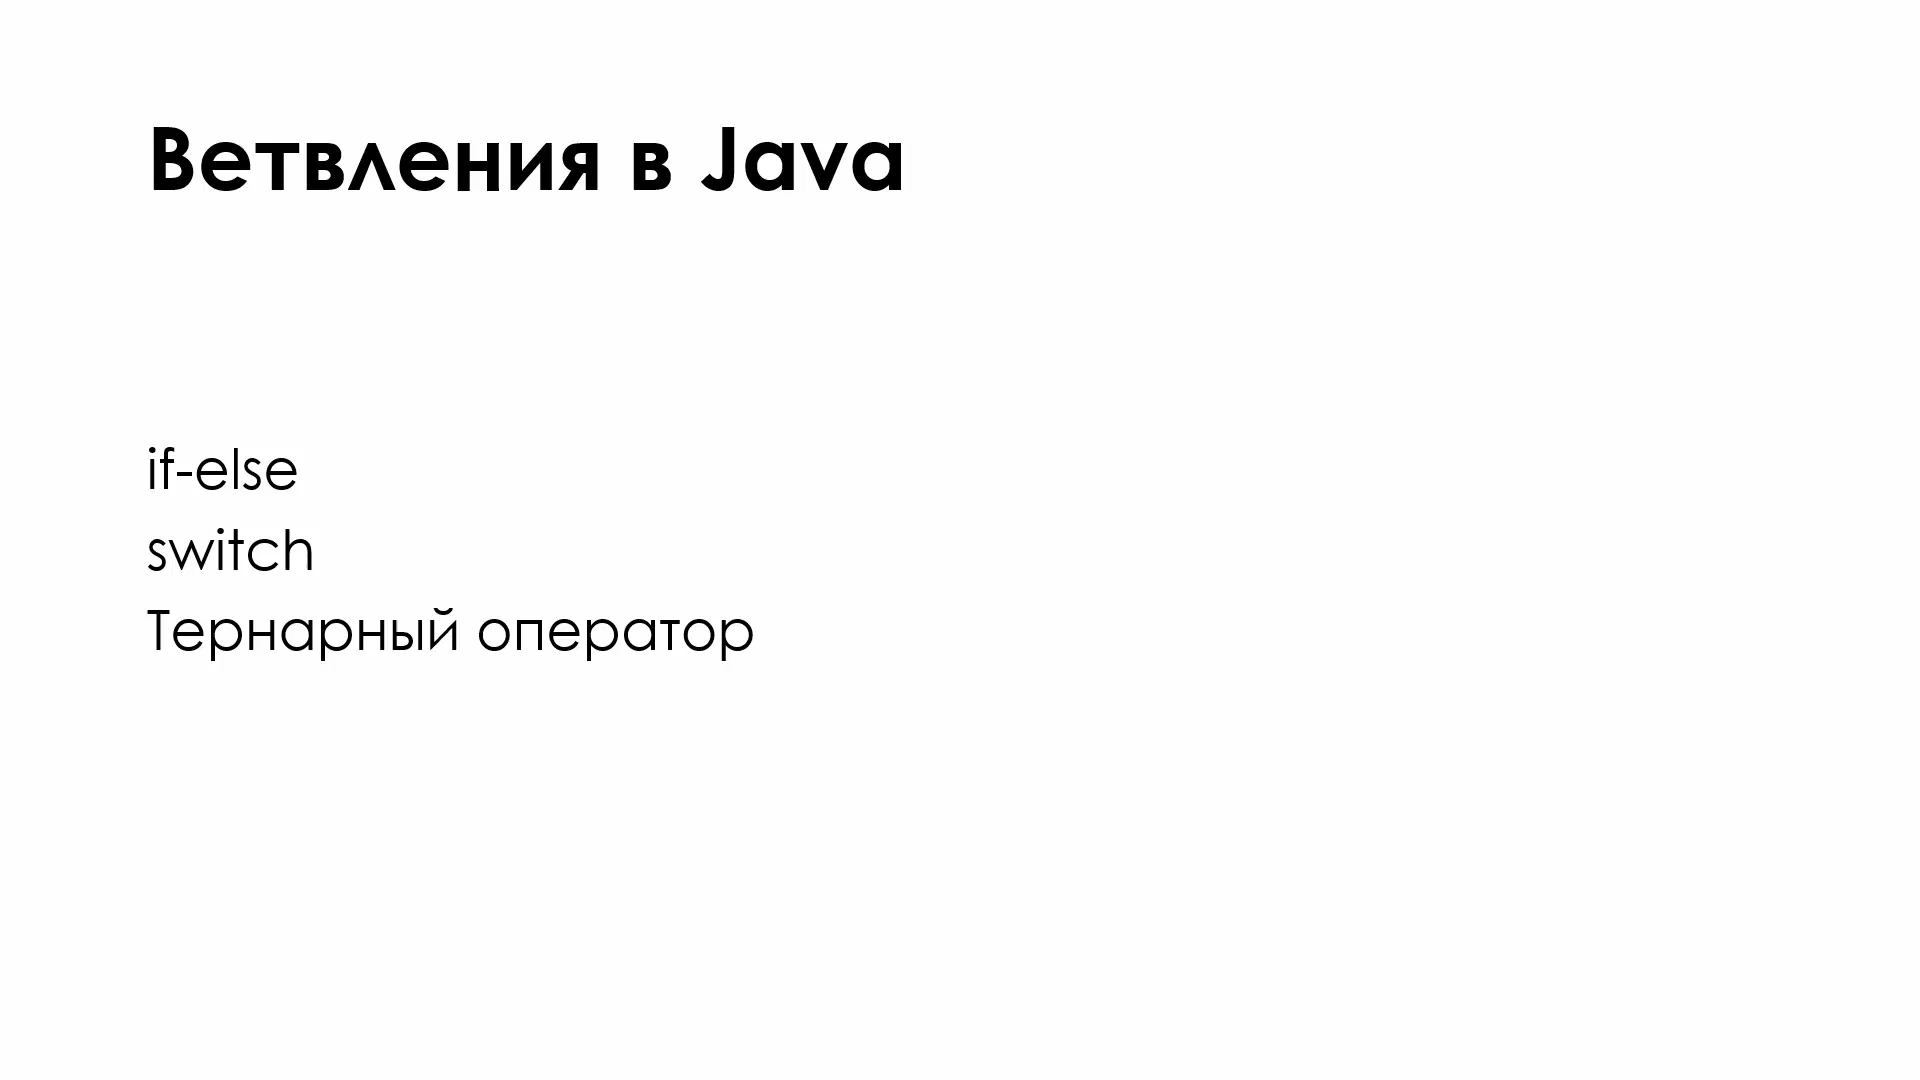 Ветвления в Java
if-else
switch
Тернарный оператор